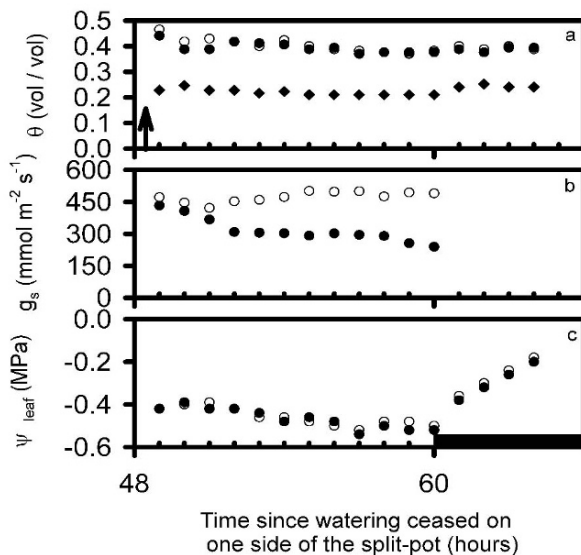 0.5
0.4
0.3
0.2
0.1
0.0
θ (vol / vol)
a
600
450
300
150
0
g s (mmol m⁻² s⁻¹)
b
0.0
-0.2
-0.4
-0.6
Ψ leaf (MPa)
c
48 60
Time since watering ceased on
one side of the split-pot (hours)